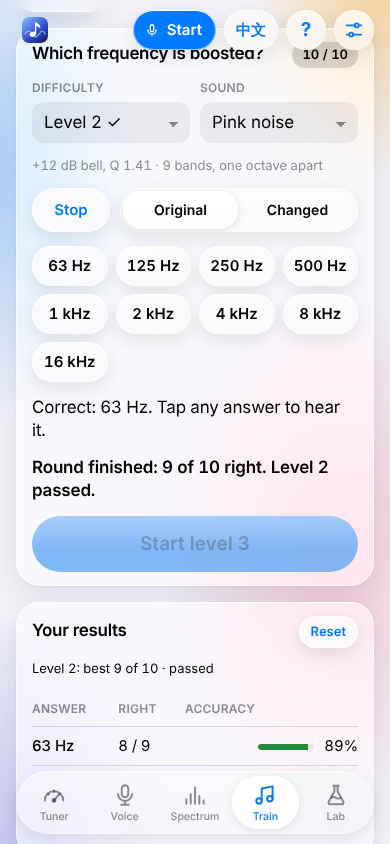 Start
中文
?
Which frequency is boosted?
10 / 10
DIFFICULTY
SOUND
Level 2 ✓
Pink noise
+12 dB bell, Q 1.41 · 9 bands, one octave apart
Stop
Original
Changed
63 Hz
125 Hz
250 Hz
500 Hz
1 kHz
2 kHz
4 kHz
8 kHz
16 kHz
Correct: 63 Hz. Tap any answer to hear
it.
Round finished: 9 of 10 right. Level 2
passed.
Start level 3
Your results
Reset
Level 2: best 9 of 10 · passed
ANSWER
RIGHT
ACCURACY
63 Hz
8 / 9
89%
Tuner
Voice
Spectrum
Train
Lab